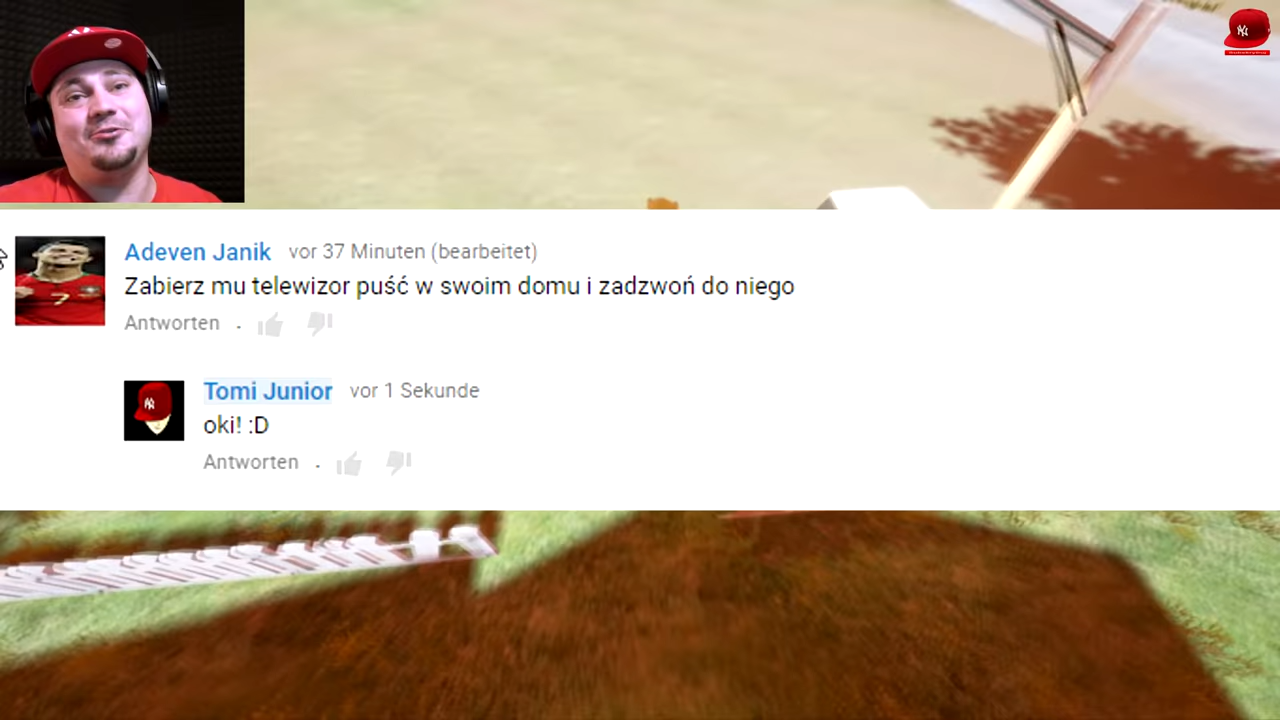 Adeven Janik vor 37 Minuten (bearbeitet)
Zabierz mu telewizor puść w swoim domu i zadzwoń do niego
Antworten
Tomi Junior vor 1 Sekunde
oki! :D
Antworten